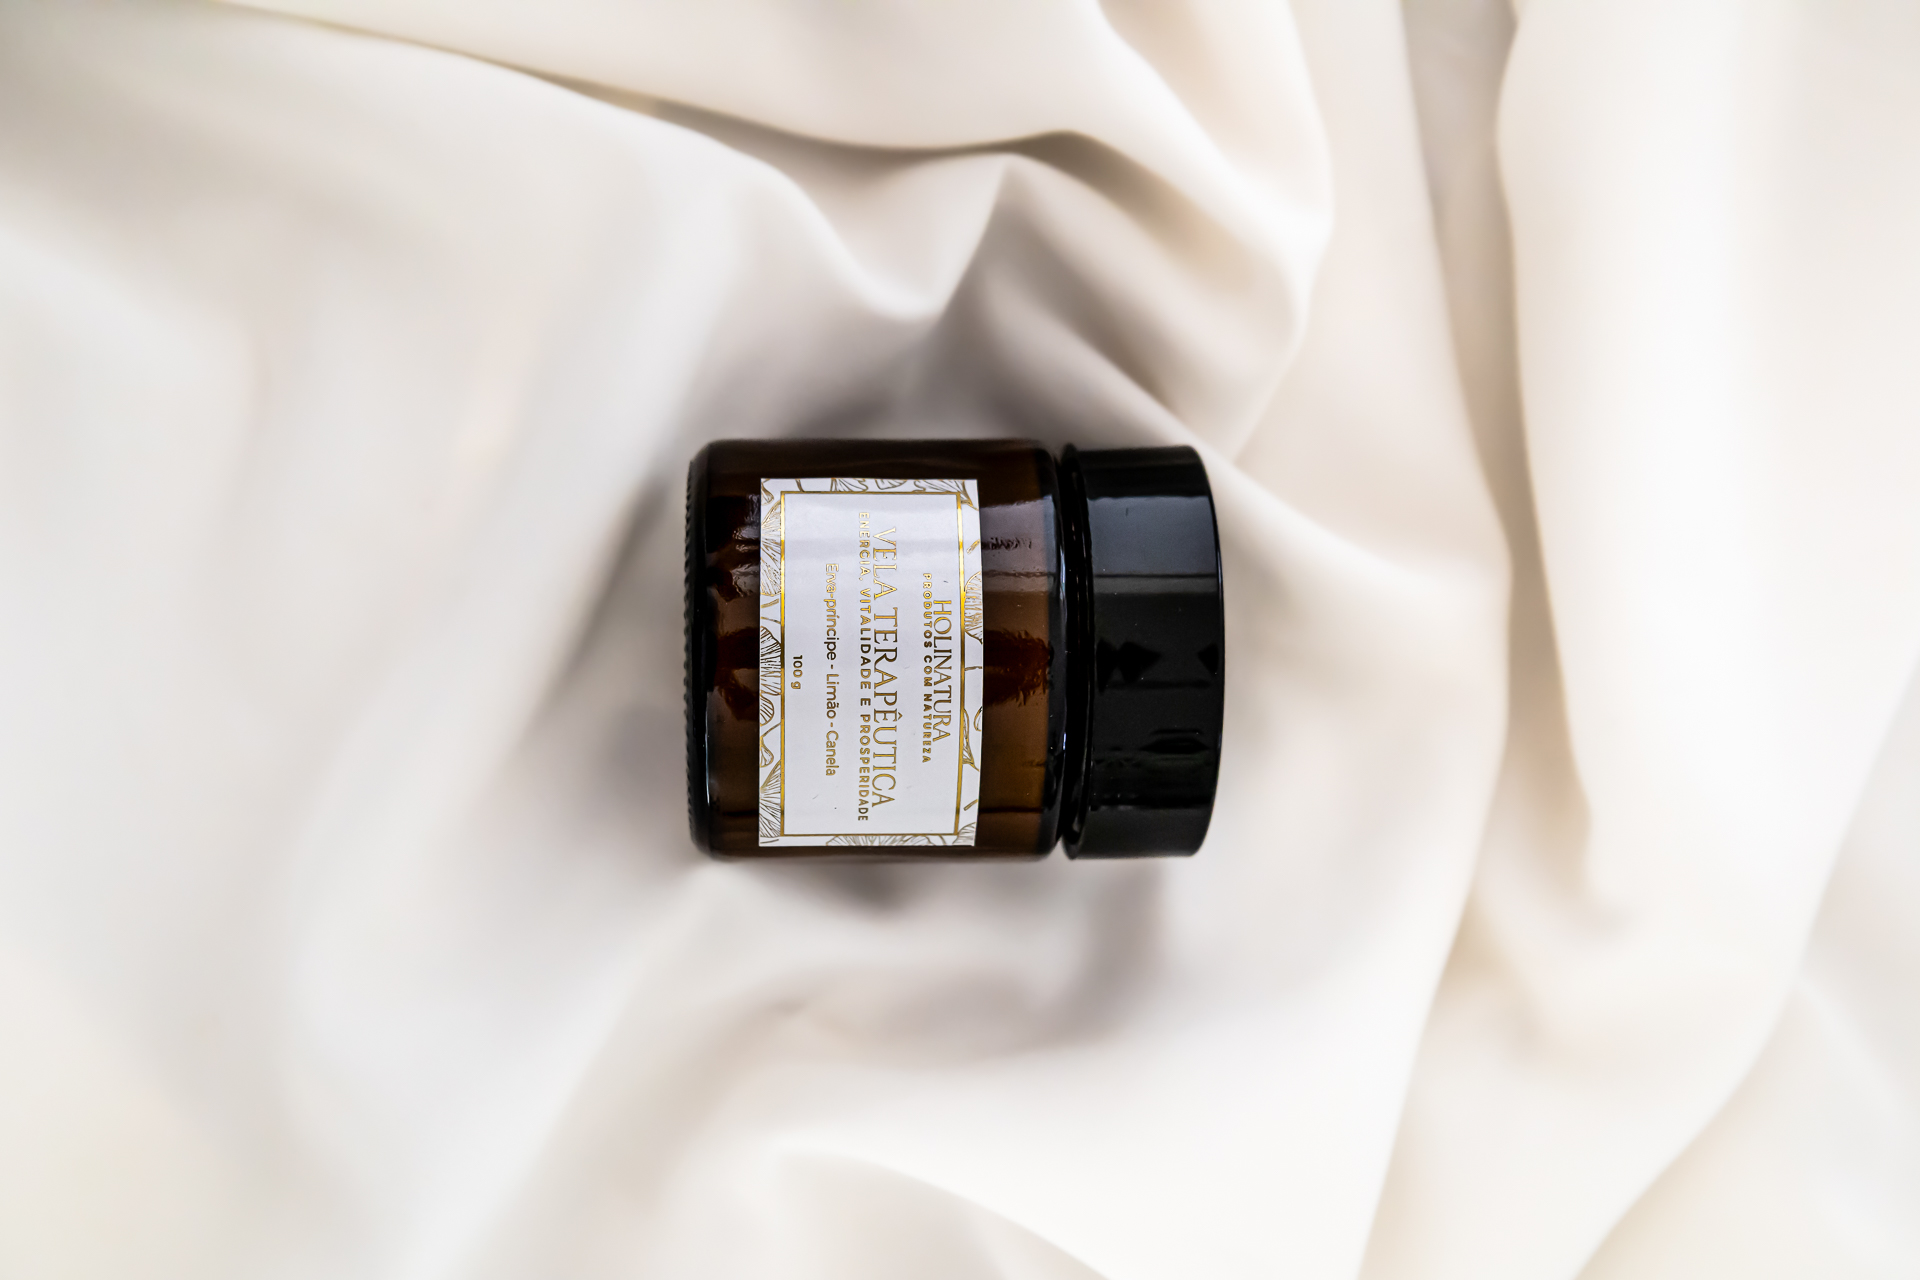 HOLINATURA
PRODUTOS COM NATUREZA
VELA TERAPÊUTICA
ENERGIA, VITALIDADE E PROSPERIDADE
Erva-príncipe - Limão - Canela
100 g